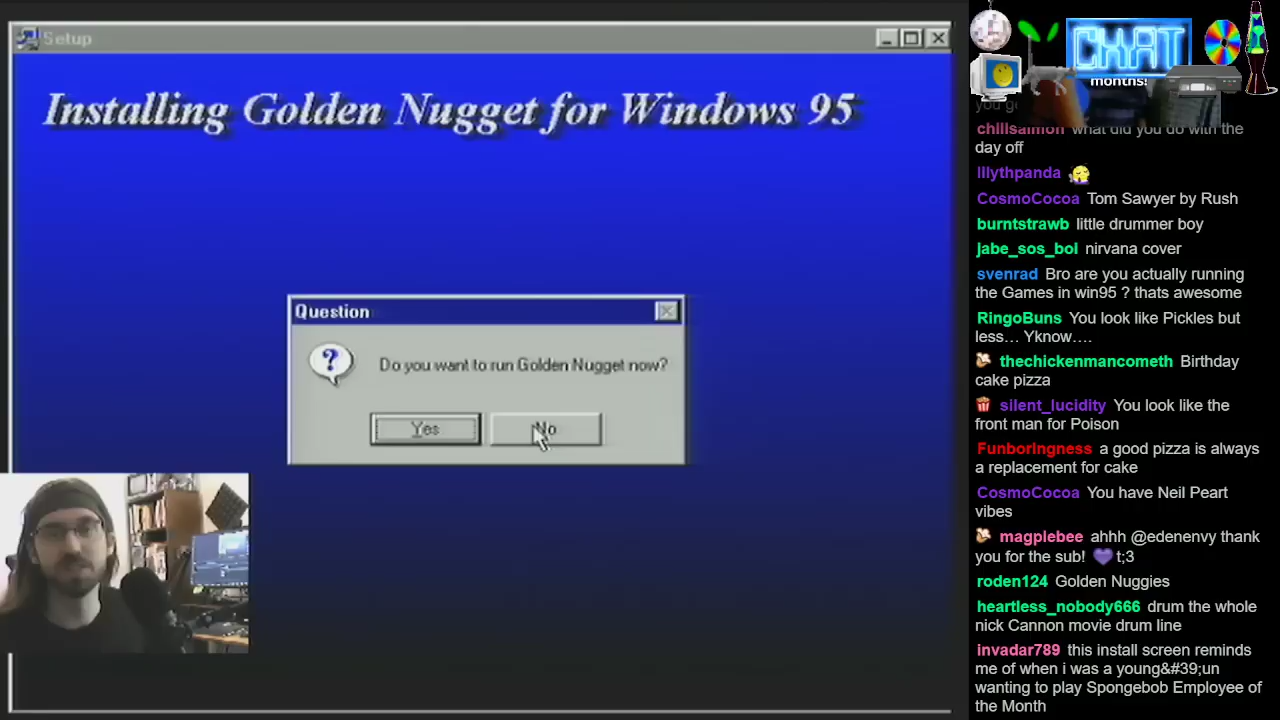 Setup
Installing Golden Nugget for Windows 95
Question
Do you want to run Golden Nugget now?
Yes
No
CHAT
months!
you ge
chillsalmon what did you do with the
day off
lilythpanda
CosmoCocoa Tom Sawyer by Rush
burntstrawb little drummer boy
jabe_sos_bol nirvana cover
svenrad Bro are you actually running
the Games in win95 ? thats awesome
RingoBuns You look like Pickles but
less… Yknow….
thechickenmancometh Birthday
cake pizza
silent_lucidity You look like the
front man for Poison
FunborIngness a good pizza is always
a replacement for cake
CosmoCocoa You have Neil Peart
vibes
magplebee ahhh @edenenvy thank
you for the sub! t;3
roden124 Golden Nuggies
heartless_nobody666 drum the whole
nick Cannon movie drum line
invadar789 this install screen reminds
me of when i was a young&#39;un
wanting to play Spongebob Employee of
the Month